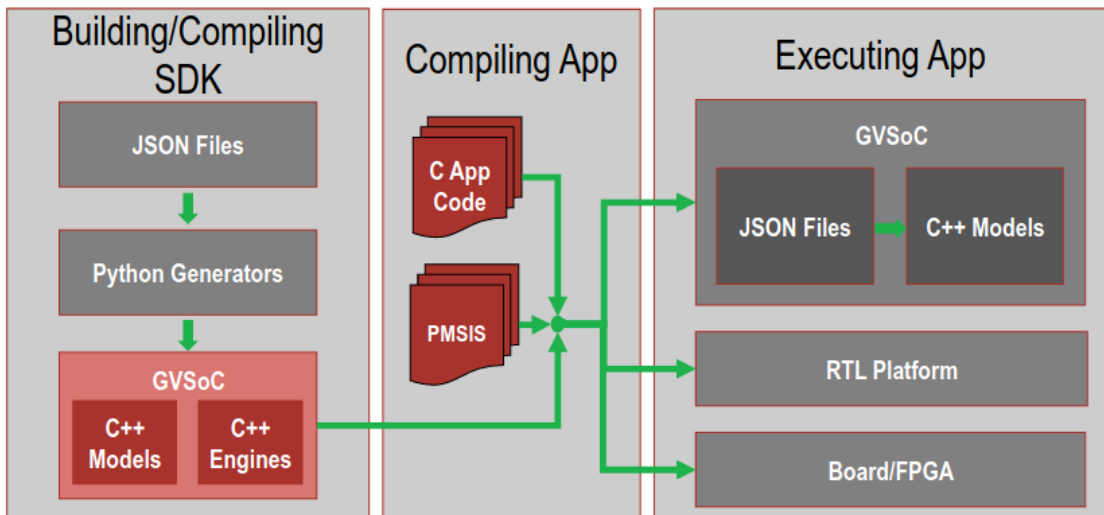 Building/Compiling
SDK
JSON Files
Python Generators
GVSoC
C++
Models
C++
Engines
Compiling App
C App
Code
PMSIS
Executing App
GVSoC
JSON Files
C++ Models
RTL Platform
Board/FPGA